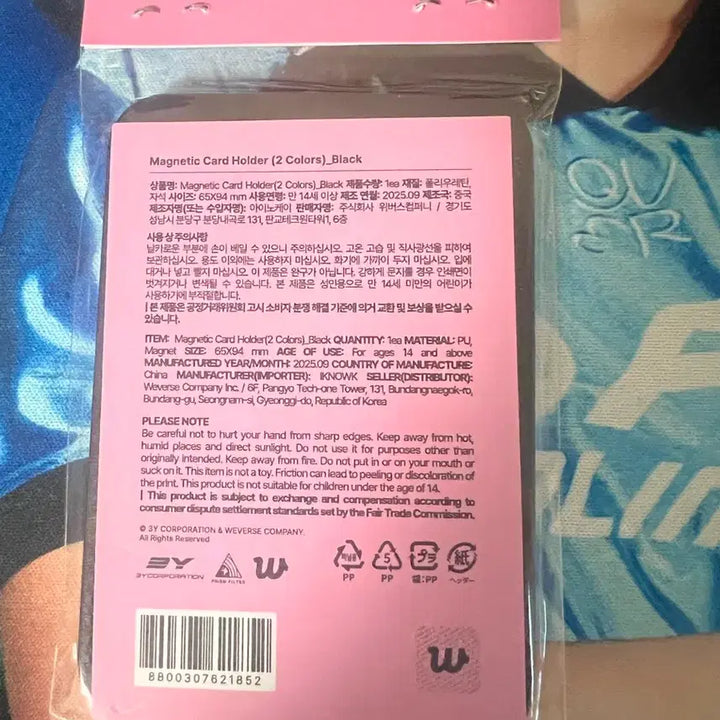 Magnetic Card Holder (2 Colors)_Black
상품명: Magnetic Card Holder(2 Colors)_Black 제품수량: 1ea 재질: 폴리우레탄,
자석 사이즈: 65X94 mm 사용연령: 만 14세 이상 제조 연월: 2025.09 제조국: 중국
제조자명(또는 수입자명): 아이노케이 판매자명: 주식회사 위버스컴퍼니 / 경기도
성남시 분당구 분당내곡로 131, 판교테크원타워1, 6층
사용 상 주의사항
날카로운 부분에 손이 베일 수 있으니 주의하십시오. 고온 고습 및 직사광선을 피하여
보관하십시오. 용도 이외에는 사용하지 마십시오. 화기에 가까이 두지 마십시오. 입에
대거나 넣고 빨지 마십시오. 이 제품은 완구가 아닙니다. 강하게 문지를 경우 인쇄면이
벗겨지거나 변색될 수 있습니다. 본 제품은 성인용으로 만 14세 미만의 어린이가
사용하기에 부적절합니다.
| 본 제품은 공정거래위원회 고시 소비자 분쟁 해결 기준에 의거 교환 및 보상을 받으실 수
있습니다.
ITEM: Magnetic Card Holder(2 Colors)_Black QUANTITY: 1ea MATERIAL: PU,
Magnet SIZE: 65X94 mm AGE OF USE: For ages 14 and above
MANUFACTURED YEAR/MONTH: 2025.09 COUNTRY OF MANUFACTURE:
China MANUFACTURER(IMPORTER): IKNOWK SELLER(DISTRIBUTOR):
Weverse Company Inc. / 6F, Pangyo Tech-one Tower, 131, Bundangnaegok-ro,
Bundang-gu, Seongnam-si, Gyeonggi-do, Republic of Korea
PLEASE NOTE
Be careful not to hurt your hand from sharp edges. Keep away from hot,
humid places and direct sunlight. Do not use it for purposes other than
originally intended. Keep away from fire. Do not put in or on your mouth or
suck on it. This item is not a toy. Friction can lead to peeling or discoloration of
the print. This product is not suitable for children under the age of 14.
| This product is subject to exchange and compensation according to
consumer dispute settlement standards set by the Fair Trade Commission.
© 3Y CORPORATION & WEVERSE COMPANY.
All Rights Reserved
3Y
3YCORPORATION
PRISM FILTER
w
재활용
PP
5
PP
プラ
袋:PP
紙
ヘッダー
8800307621852
w